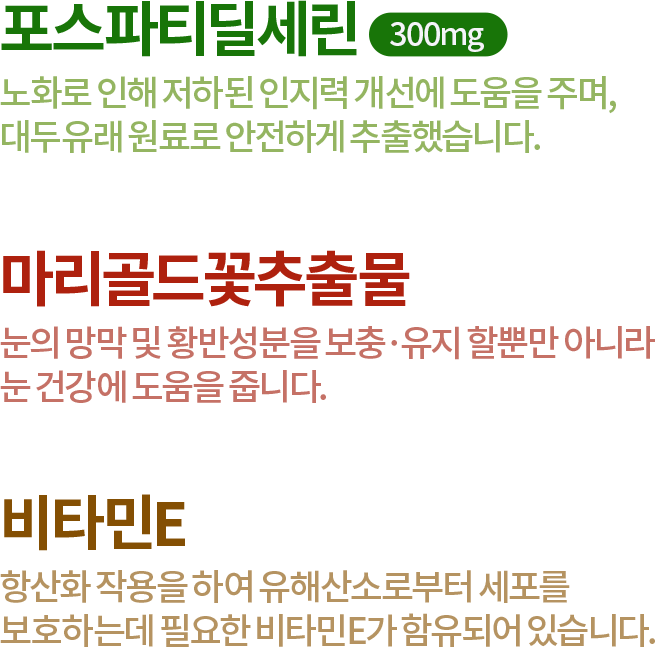 포스파티딜세린 300mg
노화로 인해 저하된 인지력 개선에 도움을 주며,
대두유래 원료로 안전하게 추출했습니다.
마리골드꽃추출물
눈의 망막 및 황반성분을 보충·유지 할뿐만 아니라
눈 건강에 도움을 줍니다.
비타민E
항산화 작용을 하여 유해산소로부터 세포를
보호하는데 필요한 비타민E가 함유되어 있습니다.